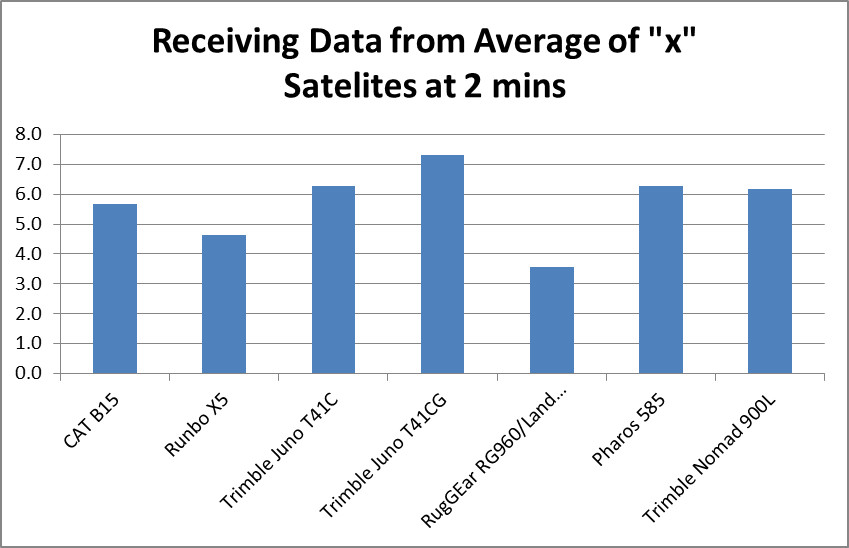 Receiving Data from Average of "x"
Satelites at 2 mins
8.0
7.0
6.0
5.0
4.0
3.0
2.0
1.0
0.0
CAT B15
Runbo X5
Trimble Juno T41C
Trimble Juno T41CG
RugGEar RG960/Land...
Pharos 585
Trimble Nomad 900L